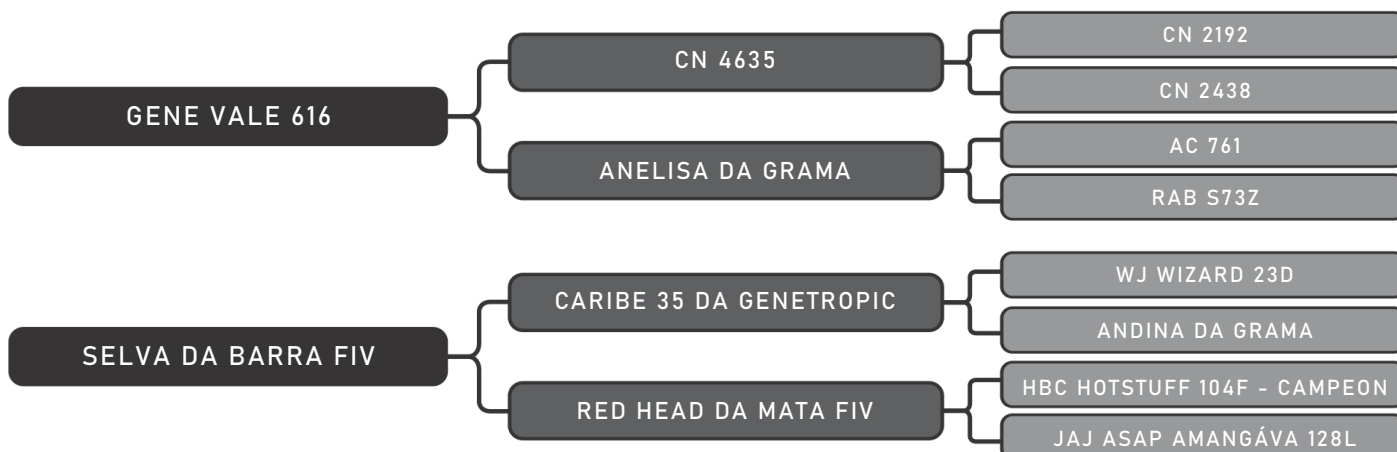 GENE VALE 616
CN 4635
CN 2192
CN 2438
ANELISA DA GRAMA
AC 761
RAB S73Z
SELVA DA BARRA FIV
CARIBE 35 DA GENETROPIC
WJ WIZARD 23D
ANDINA DA GRAMA
RED HEAD DA MATA FIV
HBC HOTSTUFF 104F - CAMPEON
JAJ ASAP AMANGÁVA 128L